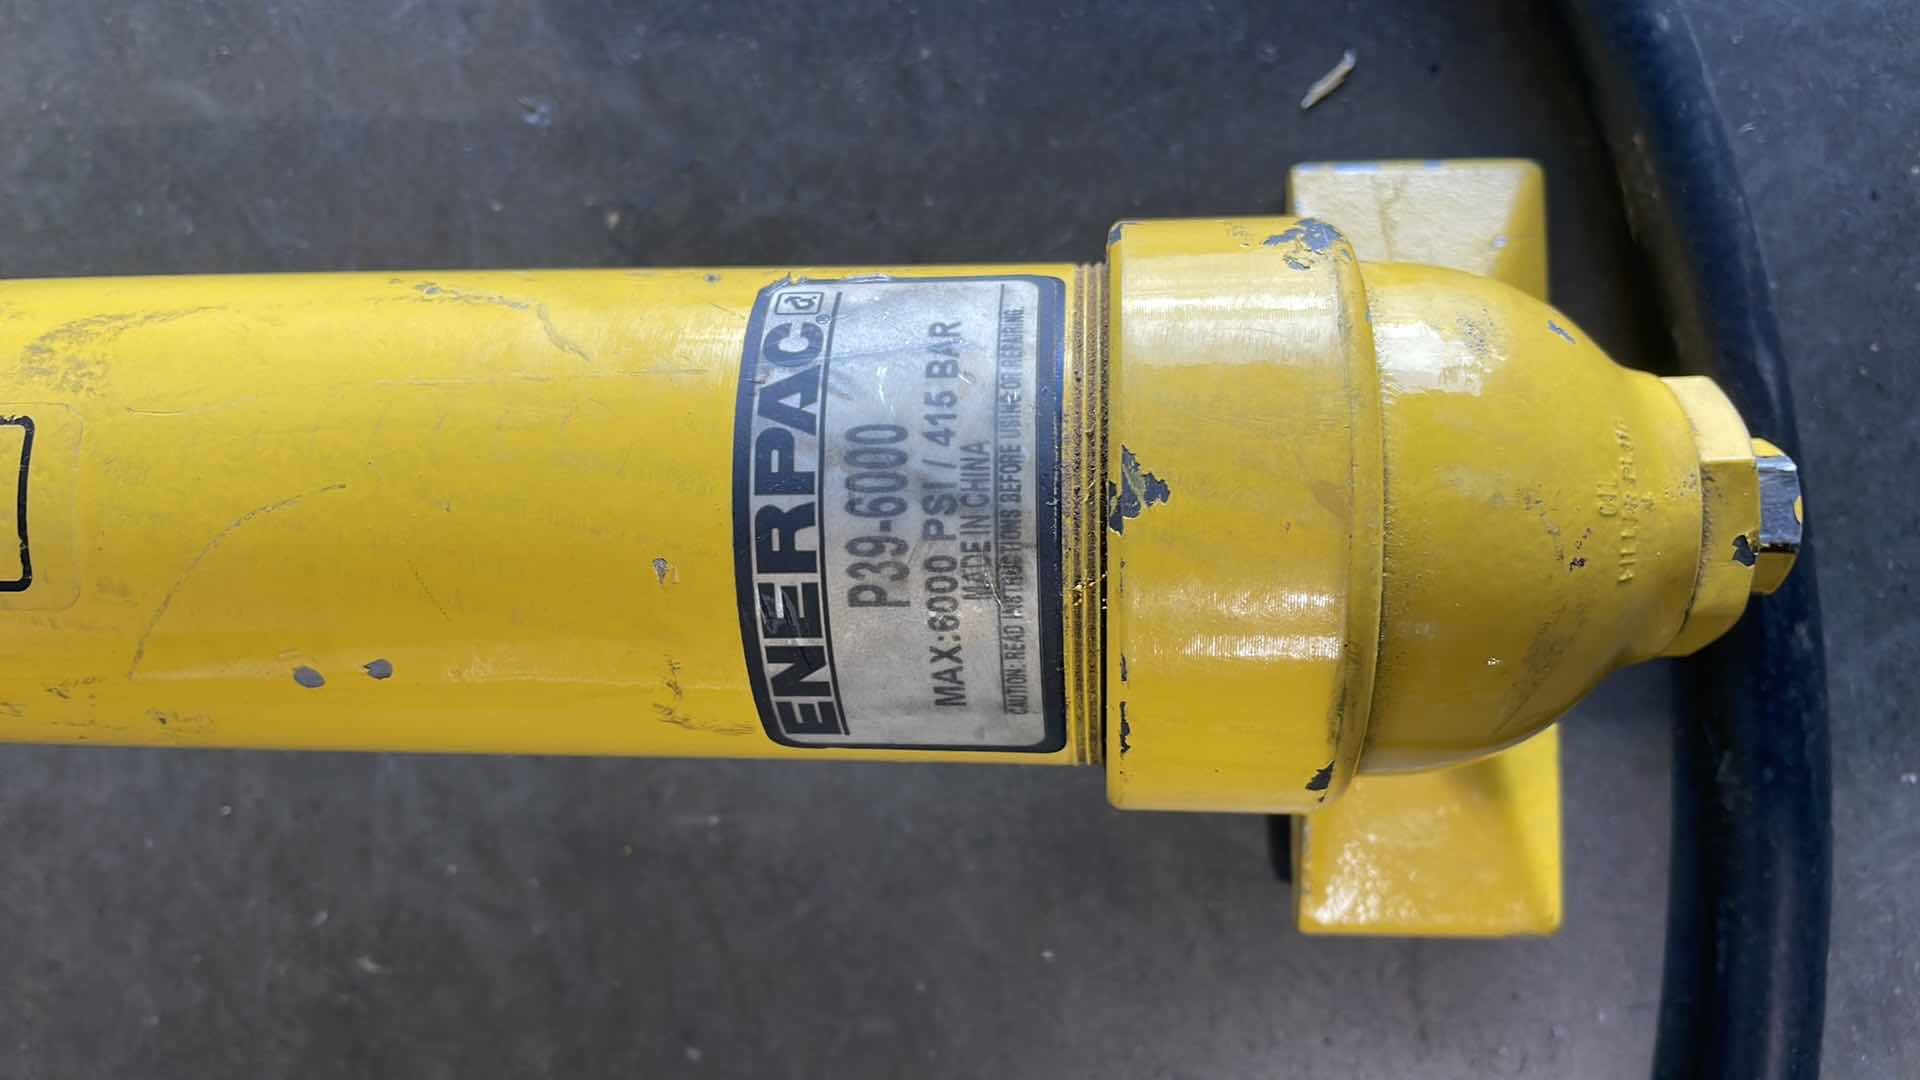 ENERPAC a ®
P39-6000
MAX:6000 PSI / 415 BAR
MADE IN CHINA
CAUTION: READ INSTRUCTIONS BEFORE USING OR REPAIRING